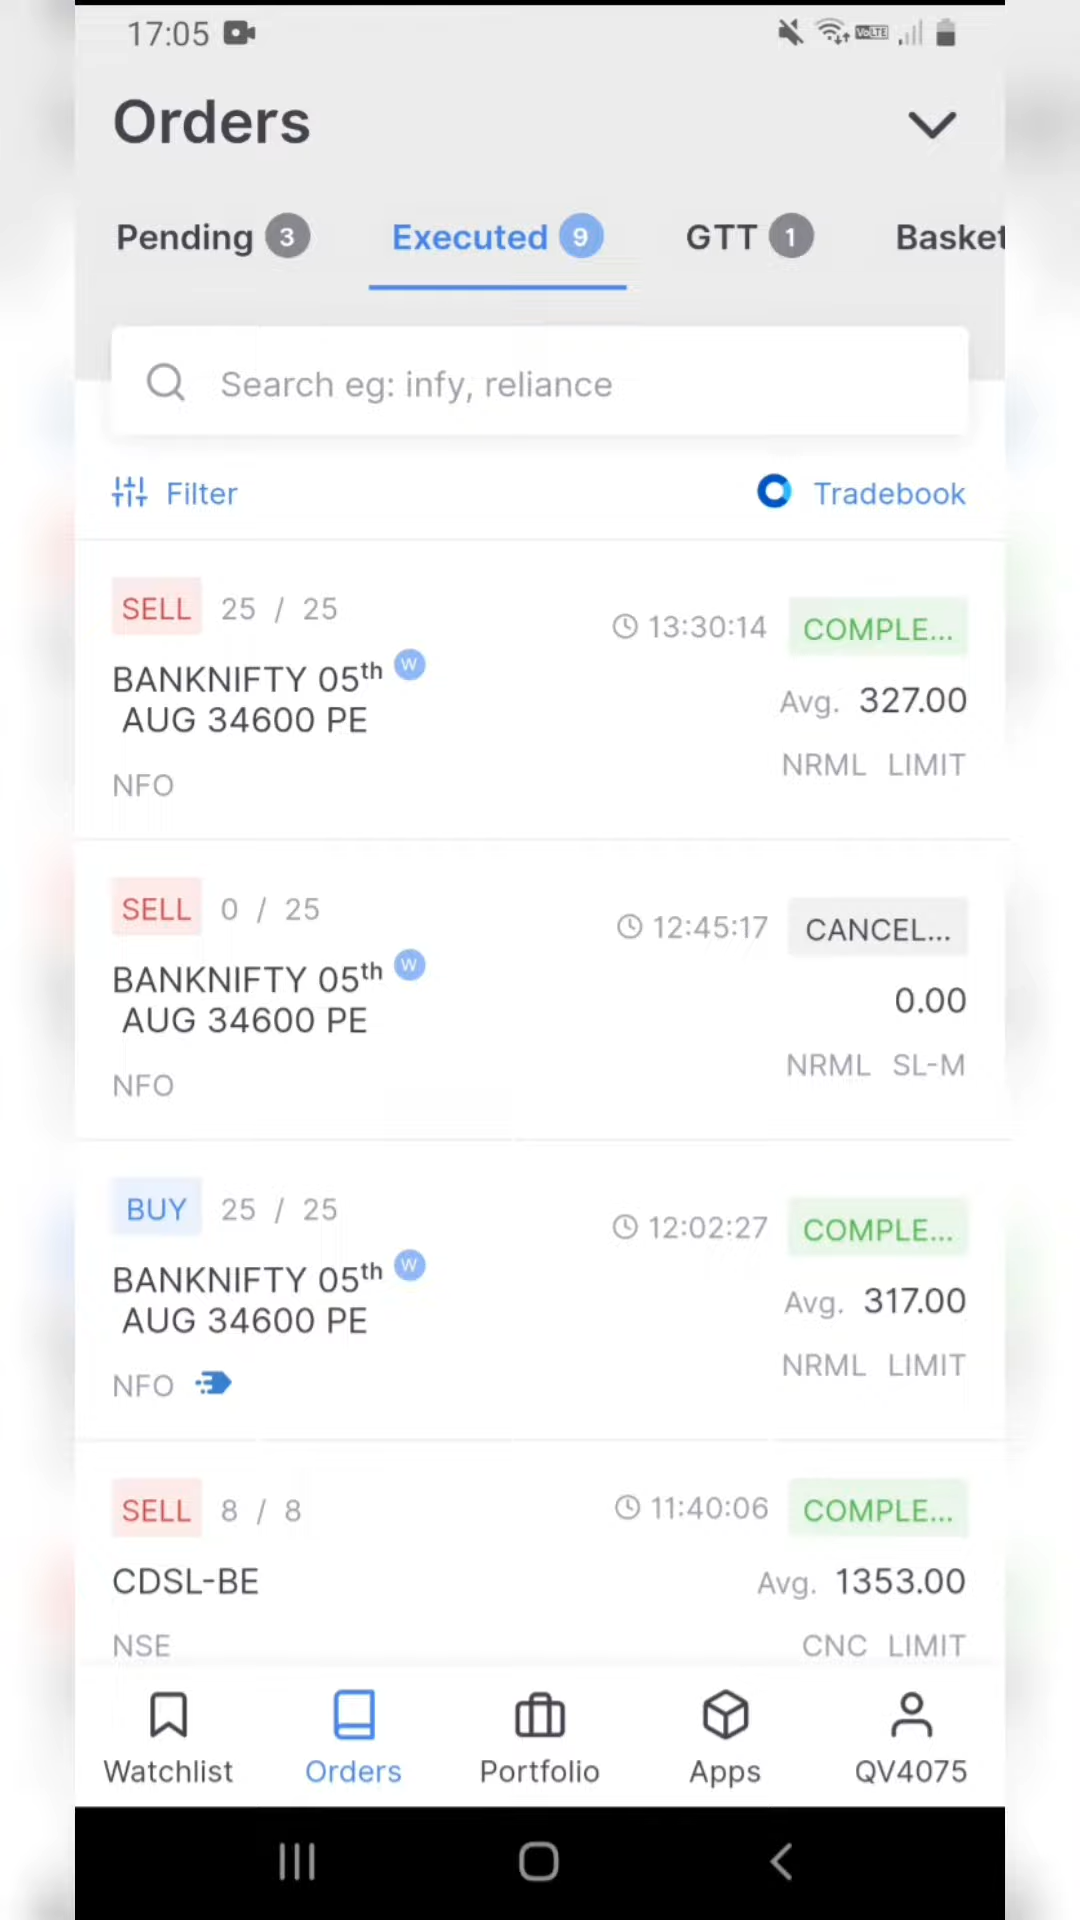 17:05
VoLTE
Orders
Pending 3 Executed 9 GTT 1 Basket
Search eg: infy, reliance
Filter Tradebook
SELL 25 / 25 13:30:14 COMPLE...
BANKNIFTY 05th W
AUG 34600 PE
Avg. 327.00
NFO NRML LIMIT
SELL 0 / 25 12:45:17 CANCEL...
BANKNIFTY 05th W
AUG 34600 PE
0.00
NFO NRML SL-M
BUY 25 / 25 12:02:27 COMPLE...
BANKNIFTY 05th W
AUG 34600 PE
Avg. 317.00
NFO NRML LIMIT
SELL 8 / 8 11:40:06 COMPLE...
CDSL-BE Avg. 1353.00
NSE CNC LIMIT
Watchlist Orders Portfolio Apps QV4075